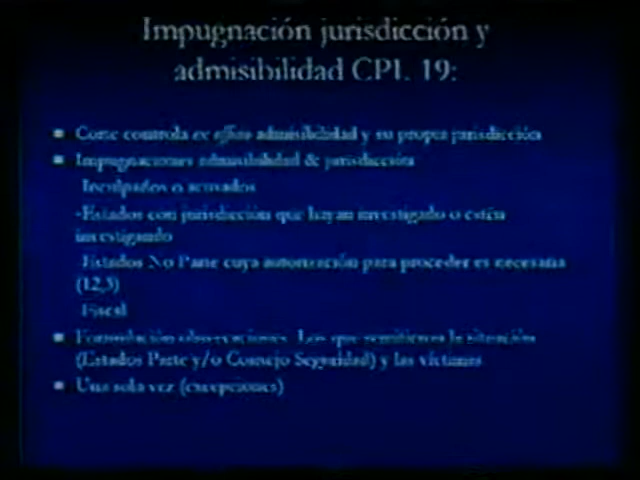 Impugnación jurisdicción y
admisibilidad CPI. 19:
Corte controla ex officio admisibilidad y su propia jurisdicción
Impugnaciones admisibilidad & jurisdicción
Inculpados o acusados
-Estados con jurisdicción que hayan investigado o estén
investigando
Estados No Parte cuya autorización para proceder es necesaria
(12,3)
Fiscal
Formulación observaciones. Los que remitieron la situación
(Estados Parte y/o Consejo Seguridad) y las víctimas
Una sola vez (excepciones)